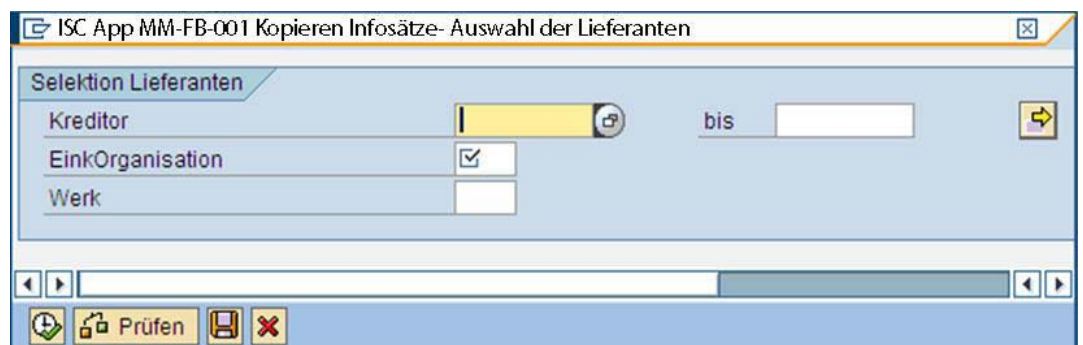 ISC App MM-FB-001 Kopieren Infosätze- Auswahl der Lieferanten
Selektion Lieferanten
Kreditor bis
EinkOrganisation
Werk
Prüfen